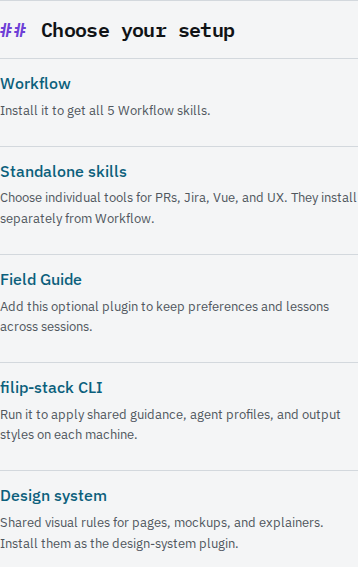 ## Choose your setup
Workflow
Install it to get all 5 Workflow skills.
Standalone skills
Choose individual tools for PRs, Jira, Vue, and UX. They install
separately from Workflow.
Field Guide
Add this optional plugin to keep preferences and lessons
across sessions.
filip-stack CLI
Run it to apply shared guidance, agent profiles, and output
styles on each machine.
Design system
Shared visual rules for pages, mockups, and explainers.
Install them as the design-system plugin.